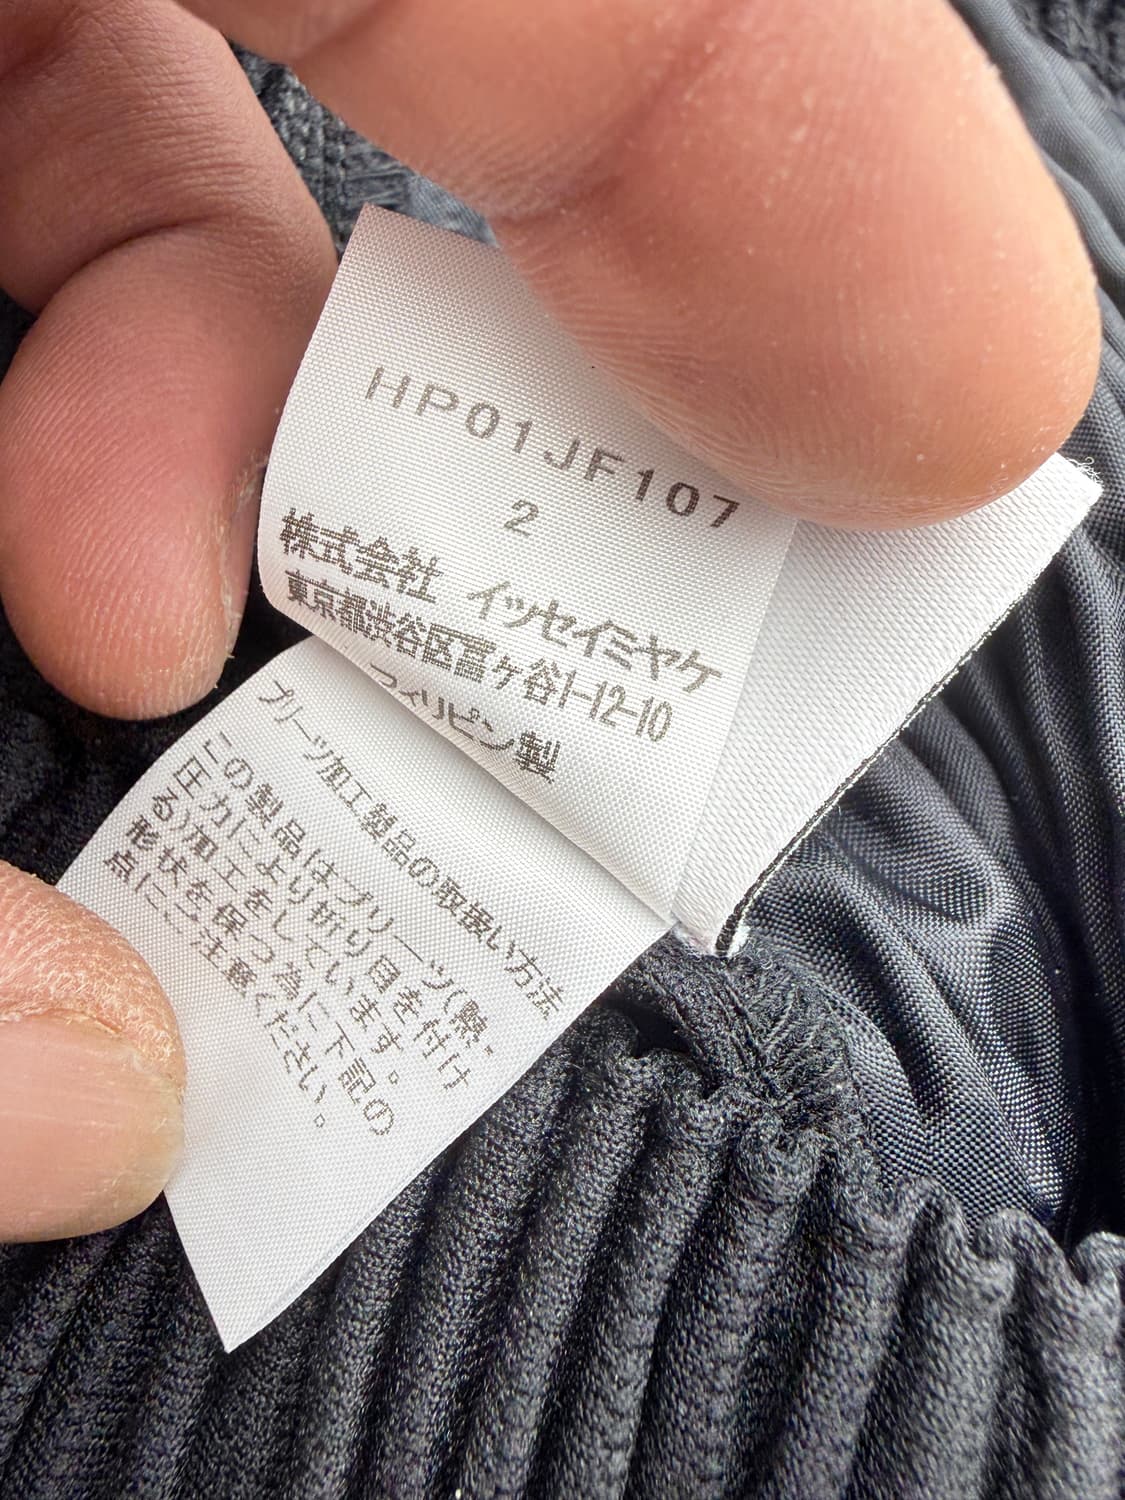 HP01JF107
2
株式会社 イッセイミヤケ
東京都渋谷区富ヶ谷1-12-10
フィリピン製
プリーツ加工製品の取扱い方法
この製品はプリーツ(熱、
圧力により折り目を付け
る)加工をしています。
形状を保つ為に下記の
点にご注意ください。